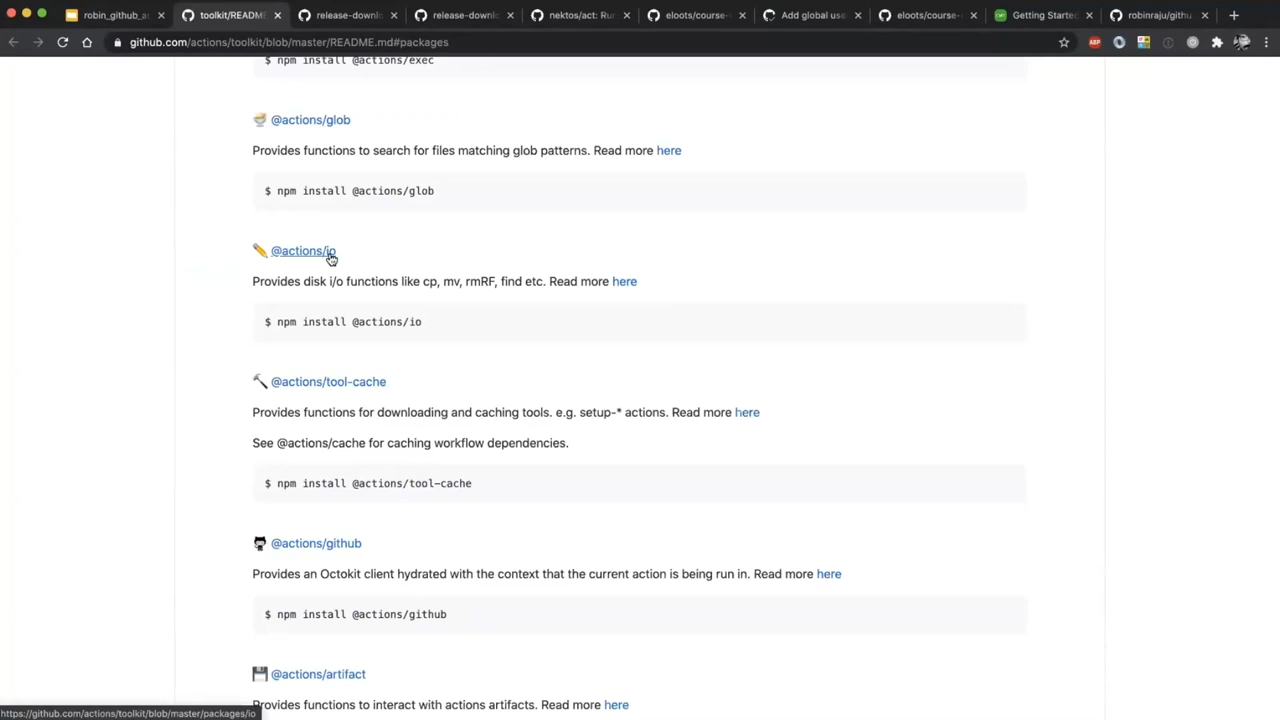 robin_github_a
toolkit/README
release-downl
release-downlo
nektos/act: Ru
eloots/course-
Add global use
eloots/course-
Getting Started
robinraju/githu
github.com/actions/toolkit/blob/master/README.md#packages
ABP
$ npm install @actions/exec
@actions/glob
Provides functions to search for files matching glob patterns. Read more here
$ npm install @actions/glob
@actions/io
Provides disk i/o functions like cp, mv, rmRF, find etc. Read more here
$ npm install @actions/io
@actions/tool-cache
Provides functions for downloading and caching tools. e.g. setup-* actions. Read more here
See @actions/cache for caching workflow dependencies.
$ npm install @actions/tool-cache
@actions/github
Provides an Octokit client hydrated with the context that the current action is being run in. Read more here
$ npm install @actions/github
@actions/artifact
Provides functions to interact with actions artifacts. Read more here
https://github.com/actions/toolkit/blob/master/packages/io